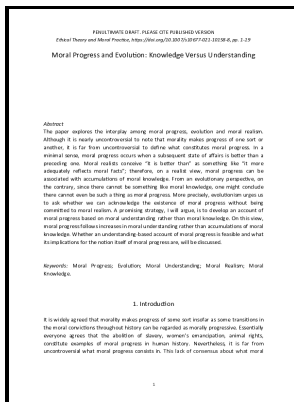 PENULTIMATE DRAFT, PLEASE CITE PUBLISHED VERSION
Ethical Theory and Moral Practice, https://doi.org/10.1007/s10677-021-10158-8, pp. 1-19
Moral Progress and Evolution: Knowledge Versus Understanding
Abstract
The paper explores the interplay among moral progress, evolution and moral realism.
Although it is nearly uncontroversial to note that morality makes progress of one sort or
another, it is far from uncontroversial to define what constitutes moral progress. In a
minimal sense, moral progress occurs when a subsequent state of affairs is better than a
preceding one. Moral realists conceive "it is better than" as something like "it more
adequately reflects moral facts"; therefore, on a realist view, moral progress can be
associated with accumulations of moral knowledge. From an evolutionary perspective, on
the contrary, since there cannot be something like moral knowledge, one might conclude
there cannot even be such a thing as moral progress. More precisely, evolutionism urges us
to ask whether we can acknowledge the existence of moral progress without being
committed to moral realism. A promising strategy, I will argue, is to develop an account of
moral progress based on moral understanding rather than moral knowledge. On this view,
moral progress follows increases in moral understanding rather than accumulations of moral
knowledge. Whether an understanding-based account of moral progress is feasible and what
its implications for the notion itself of moral progress are, will be discussed.
Keywords: Moral Progress; Evolution; Moral Understanding; Moral Realism; Moral
Knowledge.
1. Introduction
It is widely agreed that morality makes progress of some sort insofar as some transitions in
the moral convictions throughout history can be regarded as morally progressive. Essentially
everyone agrees that the abolition of slavery, women's emancipation, animal rights,
constitute examples of moral progress in human history. Nevertheless, it is far from
uncontroversial what moral progress consists in. This lack of consensus about what moral
1